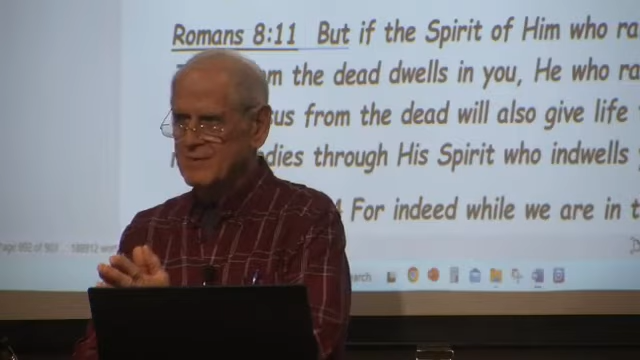 Romans 8:11 But if the Spirit of Him who ra
m the dead dwells in you, He who ra
sus from the dead will also give life
dies through His Spirit who indwells
4 For indeed while we are in t
arch